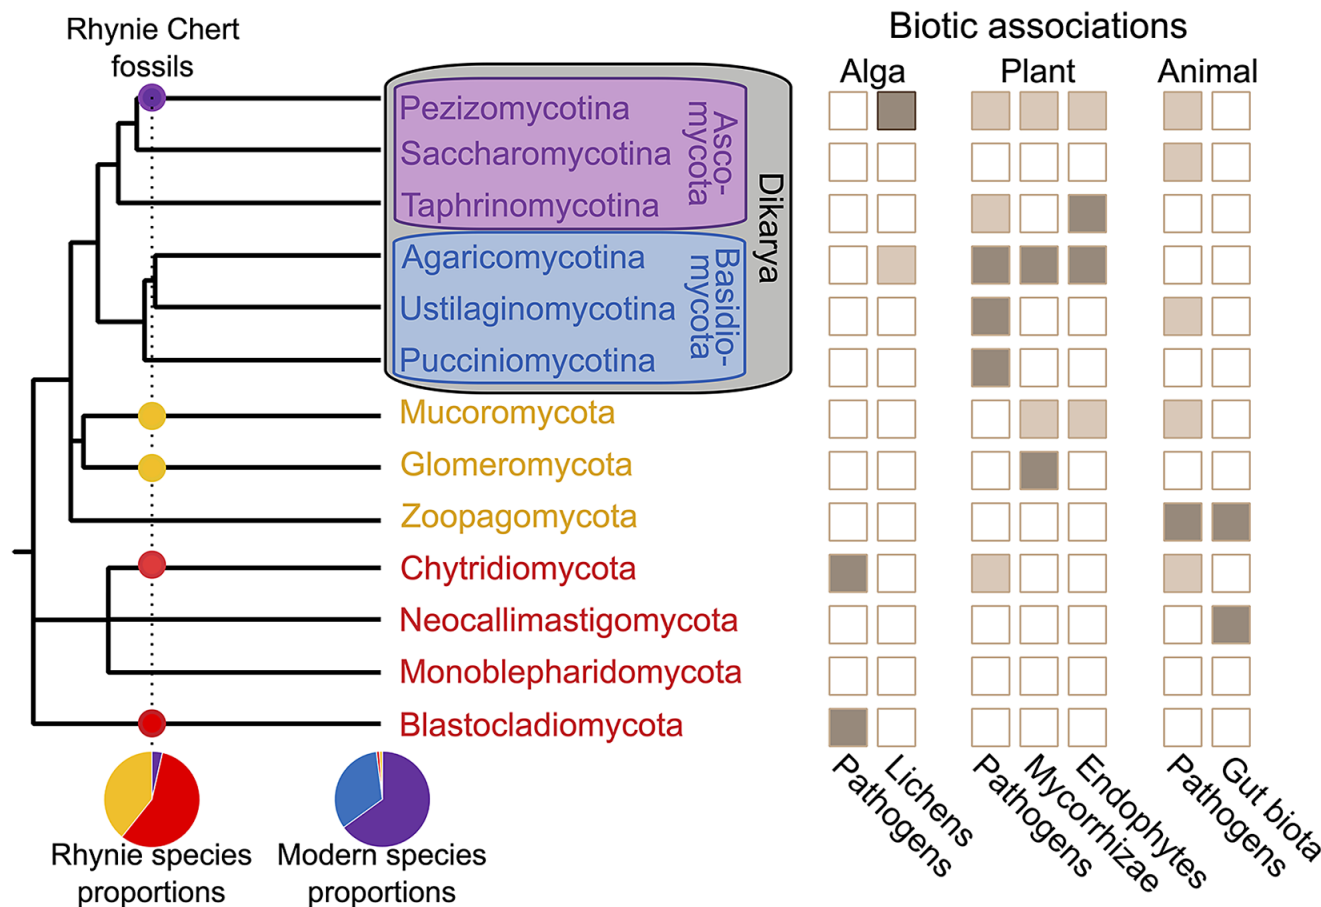 Rhynie Chert
fossils
Biotic associations
Alga
Plant
Animal
Pezizomycotina
Saccharomycotina
Taphrinomycotina
Asco-
mycota
Agaricomycotina
Ustilaginomycotina
Pucciniomycotina
Basidio-
mycota
Dikarya
Mucoromycota
Glomeromycota
Zoopagomycota
Chytridiomycota
Neocallimastigomycota
Monoblepharidomycota
Blastocladiomycota
Pathogens
Lichens
Pathogens
Mycorrhizae
Endophytes
Pathogens
Gut biota
Rhynie species
proportions
Modern species
proportions